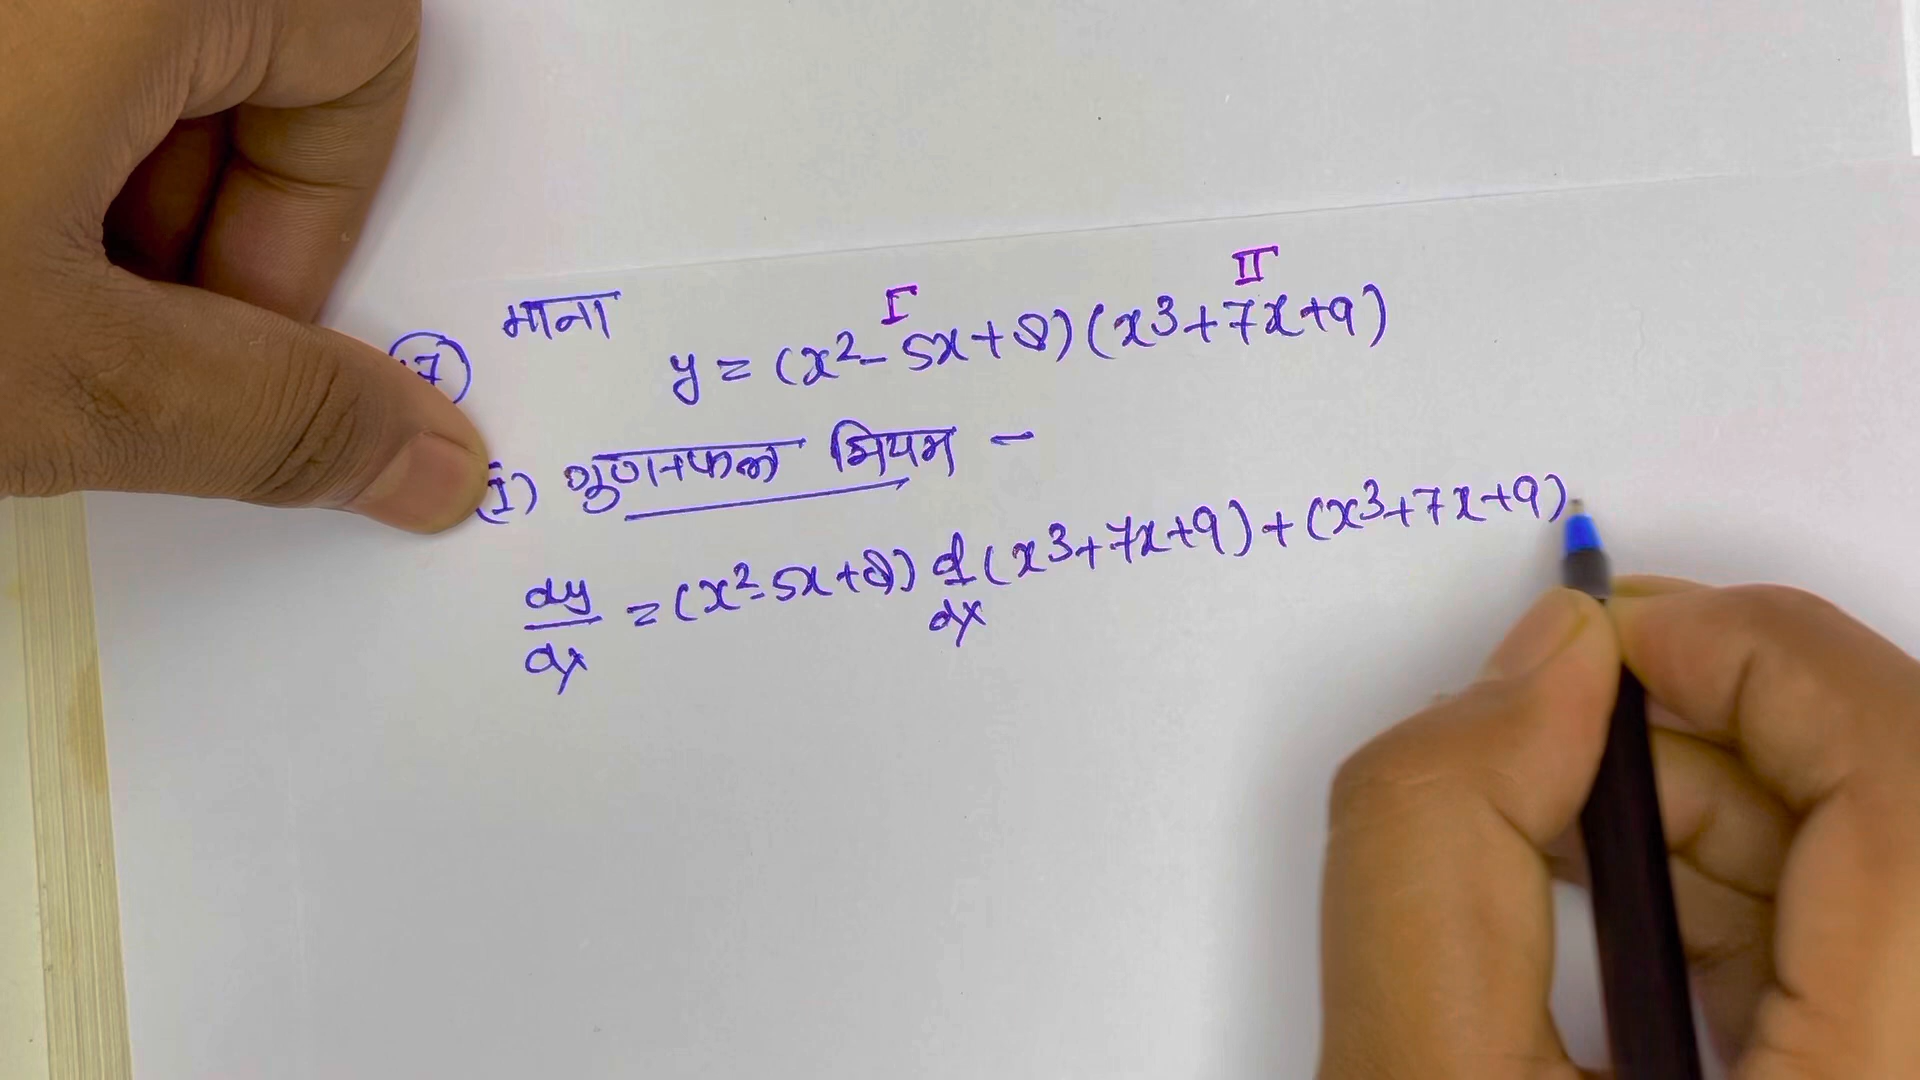 माना
I II
7 y = (x²- 5x+8)(x³+7x+9)
(i) गुणनफल नियम -
dy/dx = (x²-5x+8) d/dx (x³+7x+9)+(x³+7x+9)